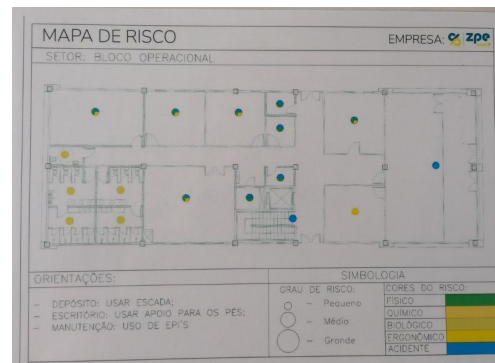 MAPA DE RISCO
EMPRESA: zpe
SETOR: BLOCO OPERACIONAL
ORIENTAÇÕES:
- DEPÓSITO: USAR ESCADA;
- ESCRITÓRIO: USAR APOIO PARA OS PÉS;
- MANUTENÇÃO: USO DE EPI'S
SIMBOLOGIA
GRAU DE RISCO:
- Pequeno
- Médio
- Grande
CORES DO RISCO:
FÍSICO
QUÍMICO
BIOLÓGICO
ERGONÔMICO
ACIDENTE